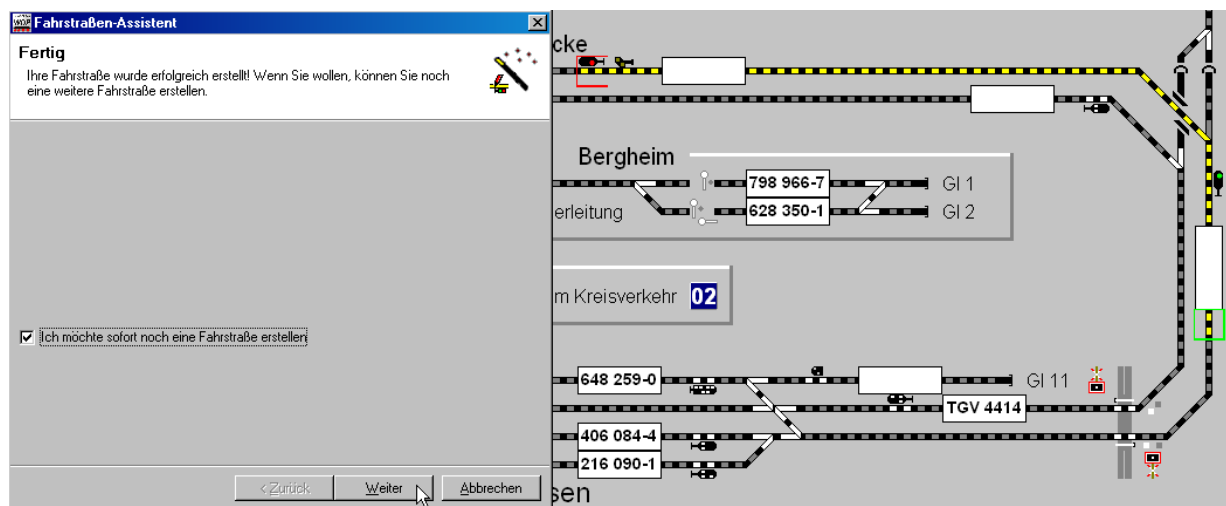 Fahrstraßen-Assistent
Fertig
Ihre Fahrstraße wurde erfolgreich erstellt! Wenn Sie wollen, können Sie noch
eine weitere Fahrstraße erstellen.
Ich möchte sofort noch eine Fahrstraße erstellen
< Zurück
Weiter
Abbrechen
cke
Bergheim
798 966-7
Gl 1
erleitung
628 350-1
Gl 2
m Kreisverkehr 02
648 259-0
Gl 11
TGV 4414
406 084-4
216 090-1
sen